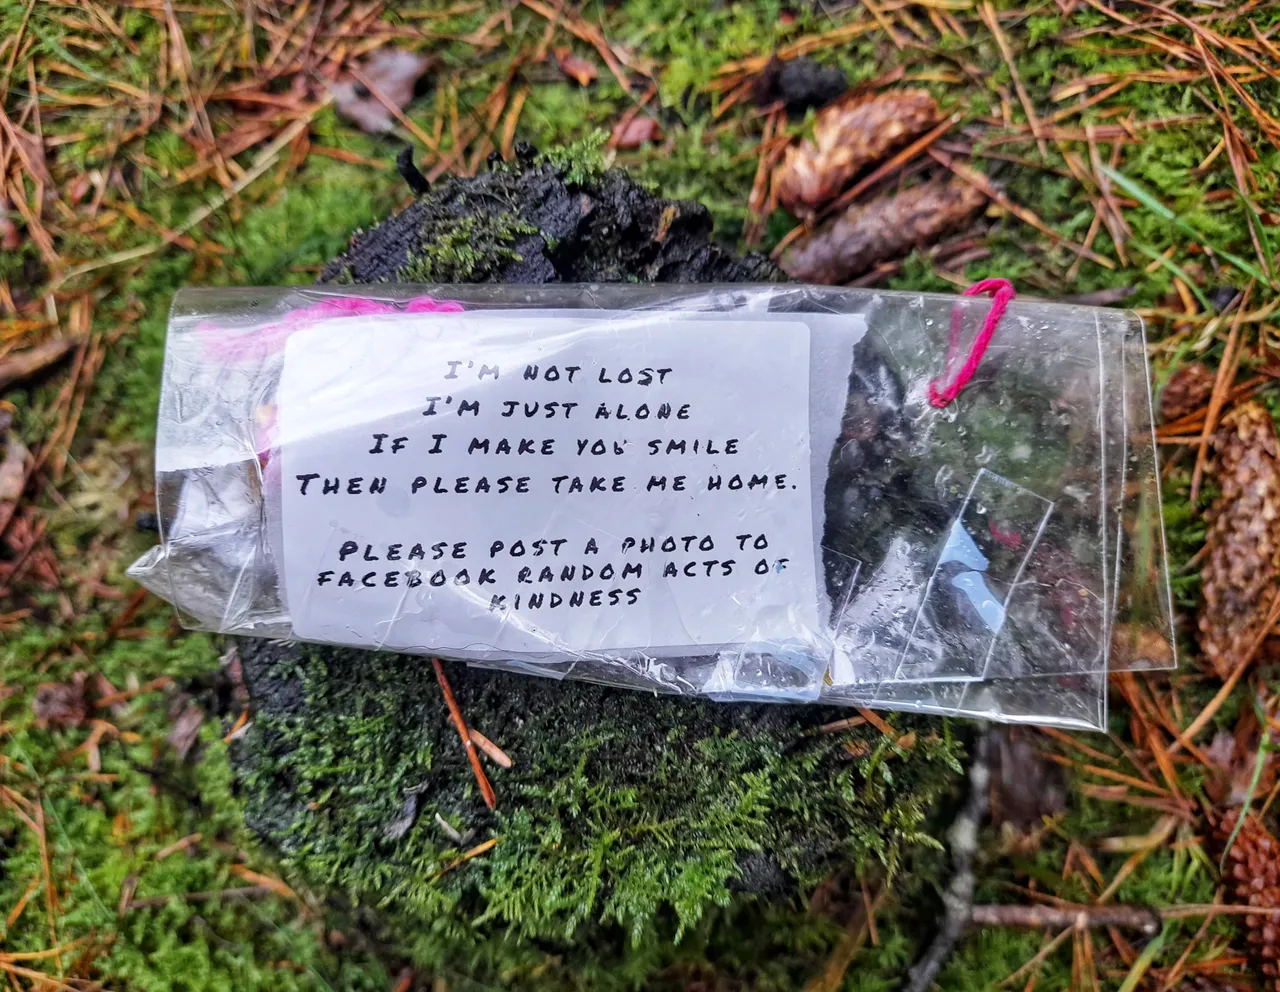 I'M NOT LOST
I'M JUST ALONE
IF I MAKE YOU SMILE
THEN PLEASE TAKE ME HOME.
PLEASE POST A PHOTO TO
FACEBOOK RANDOM ACTS OF
KINDNESS